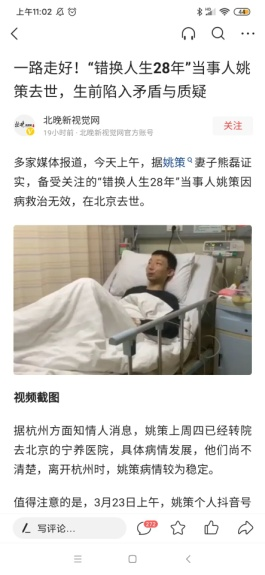 上午11:02
44
一路走好！“错换人生28年”当事人姚
策去世，生前陷入矛盾与质疑
北晚新视觉网
19小时前 · 北晚新视觉网官方账号
关注
多家媒体报道，今天上午，据姚策妻子熊磊证
实，备受关注的“错换人生28年”当事人姚策因
病救治无效，在北京去世。
视频截图
据杭州方面知情人消息，姚策上周四已经转院
去北京的宁养医院，具体病情发展，他们尚不
清楚，离开杭州时，姚策病情较为稳定。
值得注意的是，3月23日上午，姚策个人抖音号
写评论...